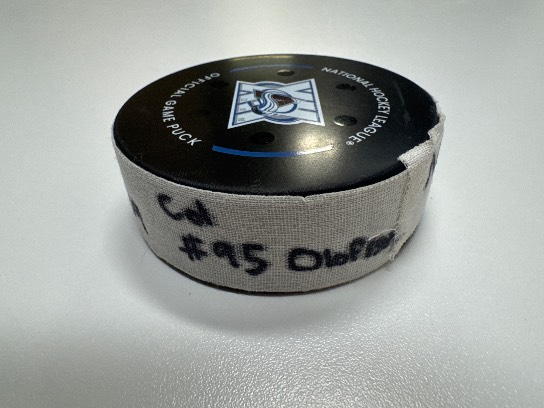 OFFICIAL GAME PUCK
NATIONAL HOCKEY LEAGUE®
Col
#95 Olofsson